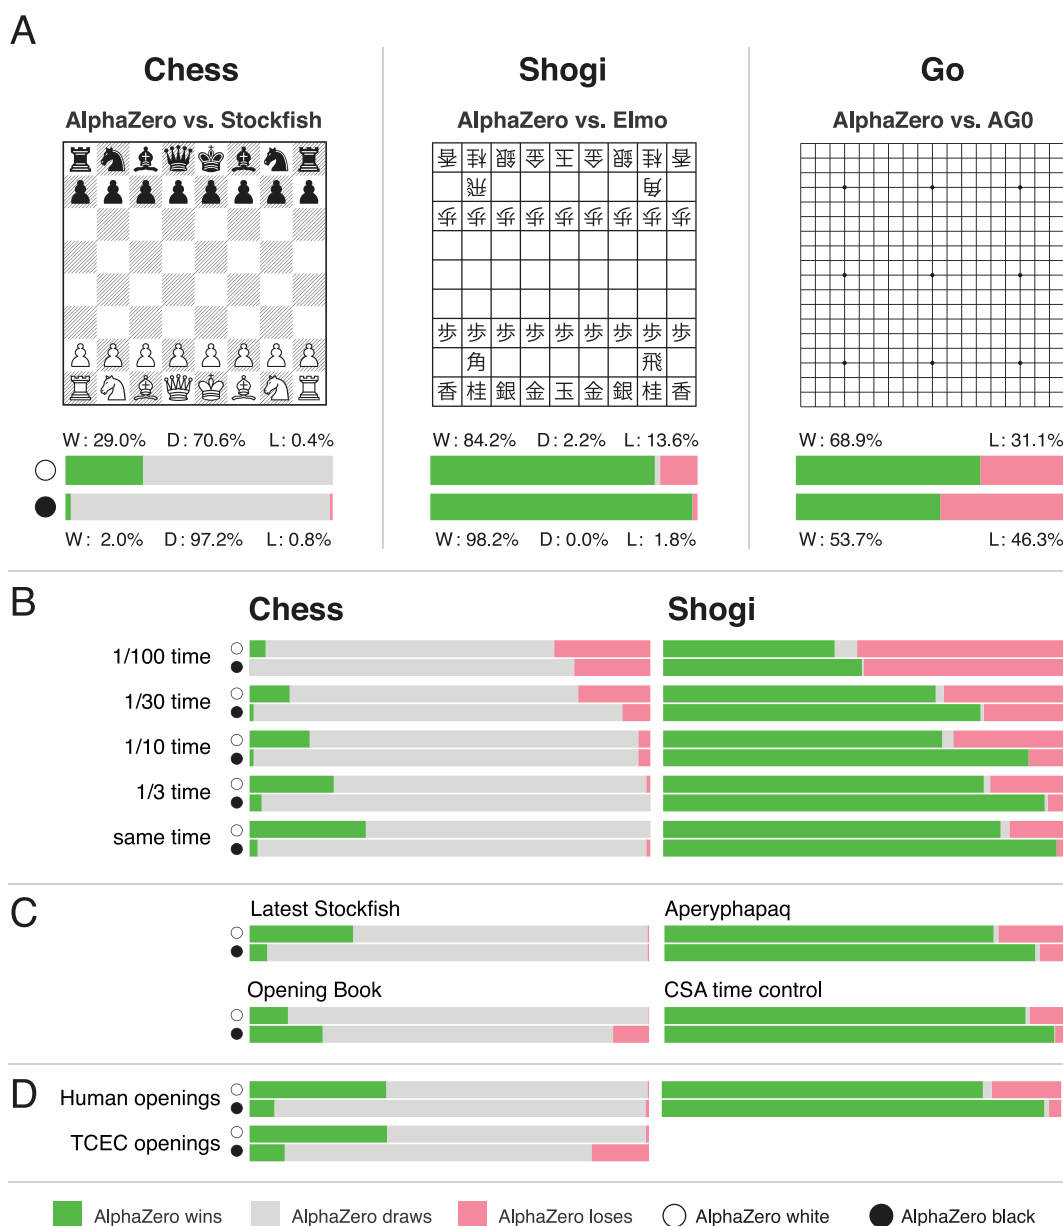 A
Chess
Shogi
Go
AlphaZero vs. Stockfish
AlphaZero vs. Elmo
AlphaZero vs. AG0
香桂銀金玉金銀桂香
飛 角
歩歩歩歩歩歩歩歩歩
歩歩歩歩歩歩歩歩歩
角 飛
香桂銀金玉金銀桂香
W: 29.0% D: 70.6% L: 0.4%
W: 84.2% D: 2.2% L: 13.6%
W: 68.9% L: 31.1%
W: 2.0% D: 97.2% L: 0.8%
W: 98.2% D: 0.0% L: 1.8%
W: 53.7% L: 46.3%
B
Chess
Shogi
1/100 time
1/30 time
1/10 time
1/3 time
same time
C
Latest Stockfish
Aperyphapaq
Opening Book
CSA time control
D
Human openings
TCEC openings
AlphaZero wins
AlphaZero draws
AlphaZero loses
AlphaZero white
AlphaZero black